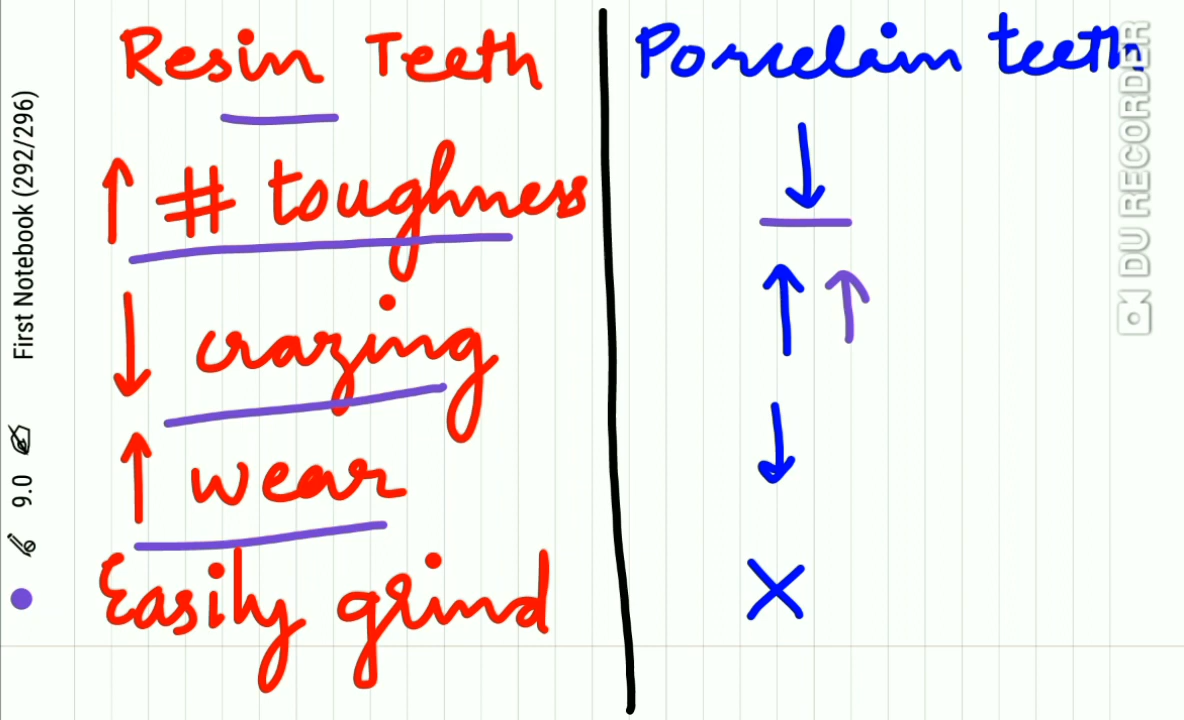 Resin Teeth
Porcelain teeth
↑ # toughness
↓
↓ crazing
↑ ↑
↑ wear
↓
Easily grind
X
First Notebook (292/296)
9.0
DU RECORDER